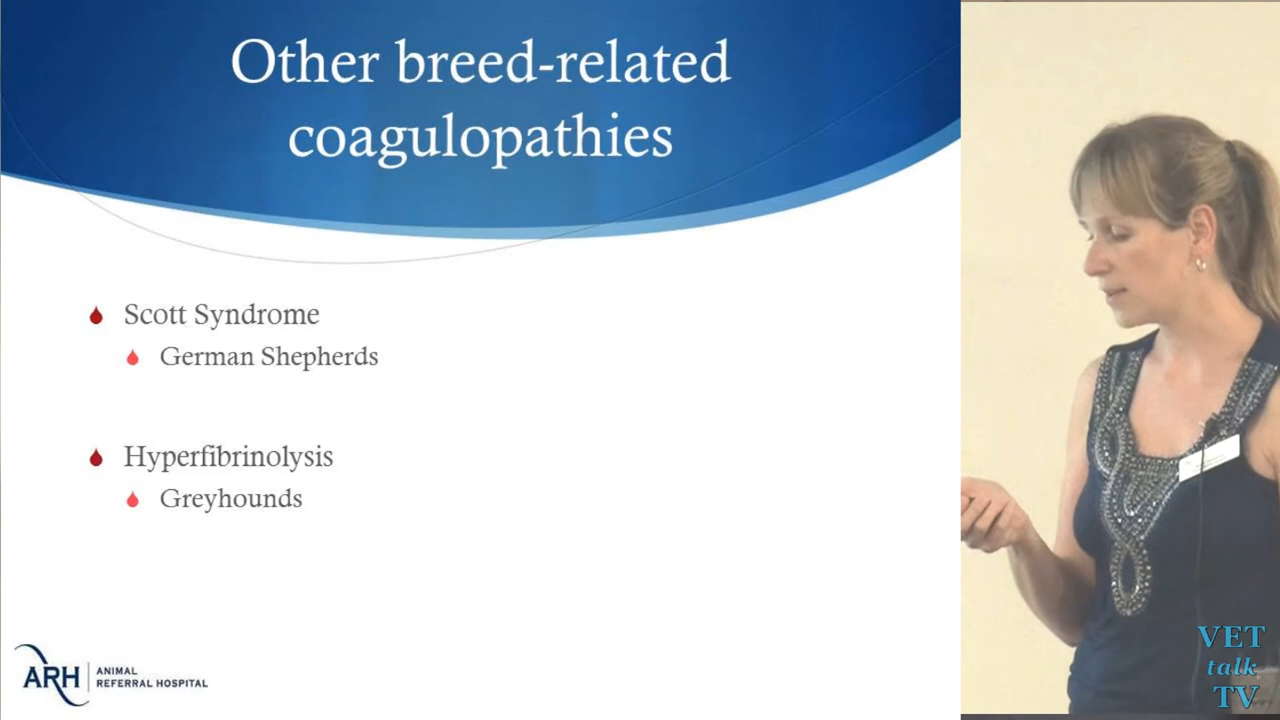 Other breed-related
coagulopathies
Scott Syndrome
German Shepherds
Hyperfibrinolysis
Greyhounds
ARH
ANIMAL
REFERRAL HOSPITAL
VET
talk
TV